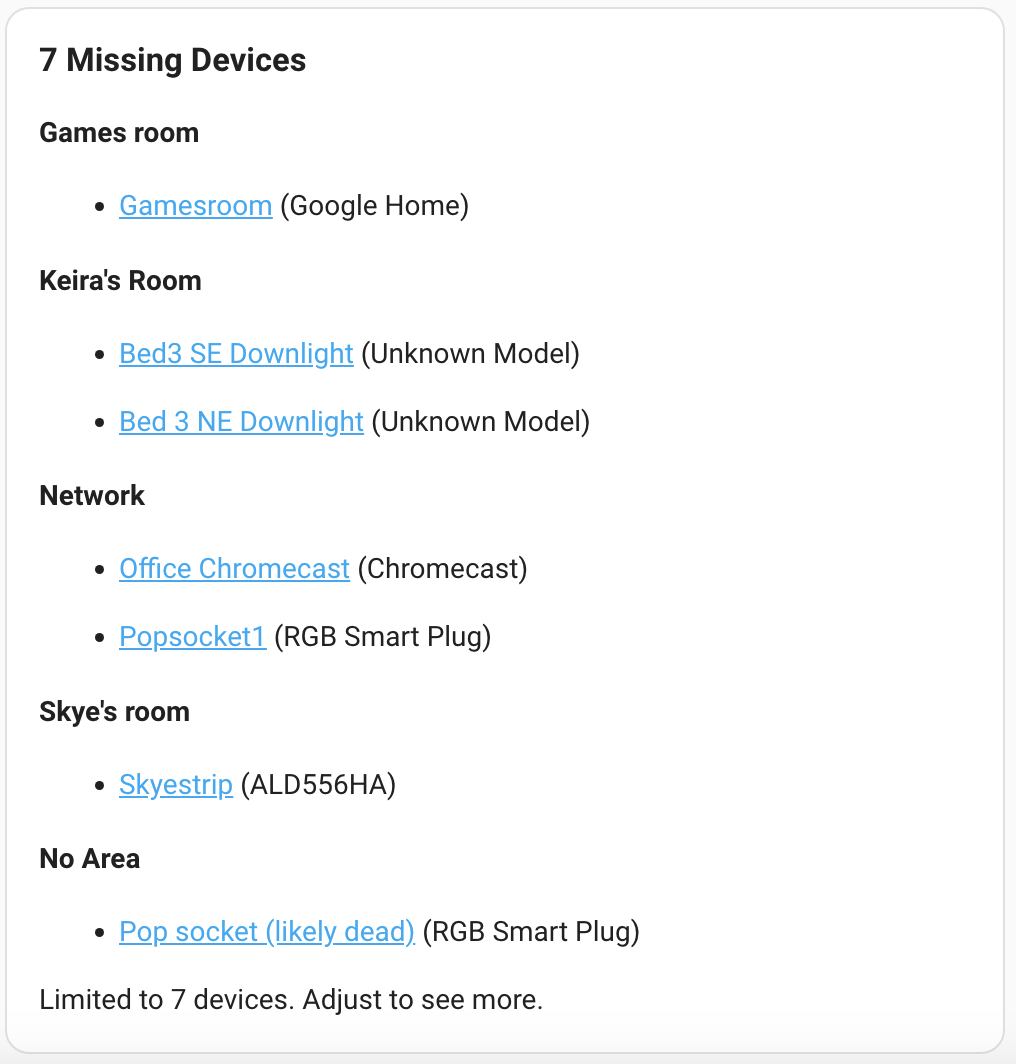 7 Missing Devices
Games room
Gamesroom (Google Home)
Keira's Room
Bed3 SE Downlight (Unknown Model)
Bed 3 NE Downlight (Unknown Model)
Network
Office Chromecast (Chromecast)
Popsocket1 (RGB Smart Plug)
Skye's room
Skyestrip (ALD556HA)
No Area
Pop socket (likely dead) (RGB Smart Plug)
Limited to 7 devices. Adjust to see more.